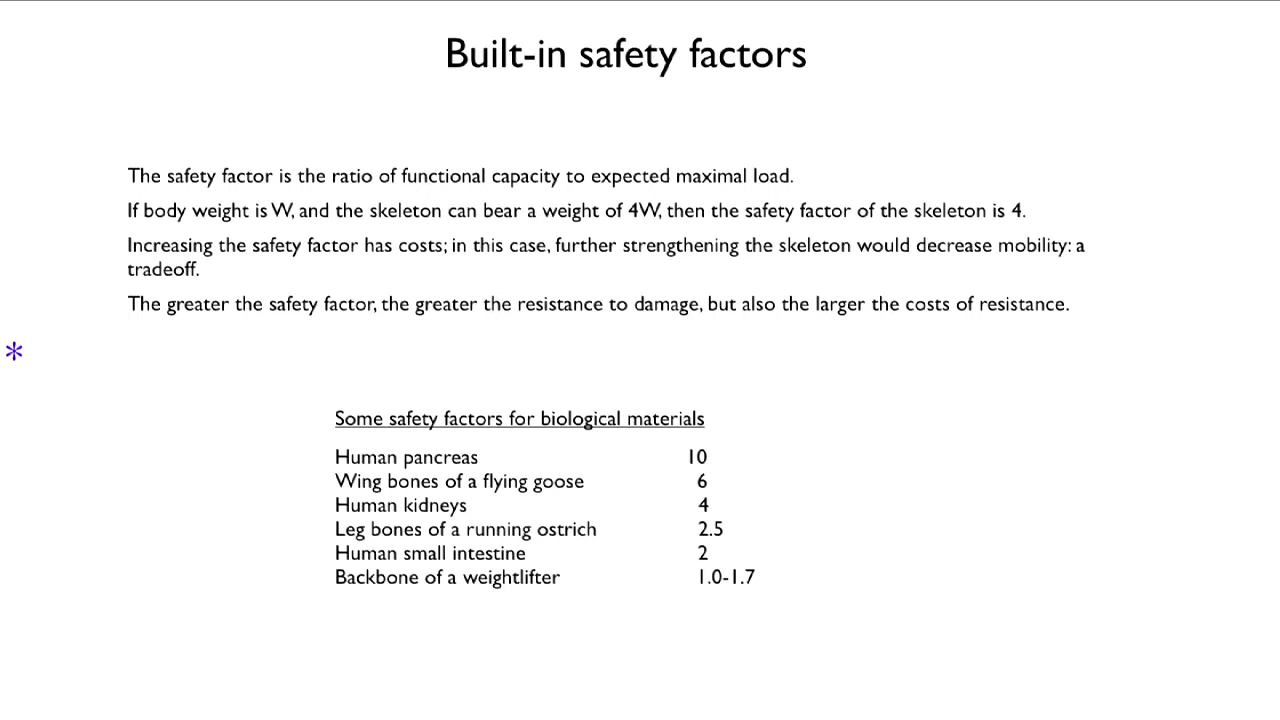 Built-in safety factors
The safety factor is the ratio of functional capacity to expected maximal load.
If body weight is W, and the skeleton can bear a weight of 4W, then the safety factor of the skeleton is 4.
Increasing the safety factor has costs; in this case, further strengthening the skeleton would decrease mobility: a
tradeoff.
The greater the safety factor, the greater the resistance to damage, but also the larger the costs of resistance.
*
Some safety factors for biological materials
Human pancreas 10
Wing bones of a flying goose 6
Human kidneys 4
Leg bones of a running ostrich 2.5
Human small intestine 2
Backbone of a weightlifter 1.0-1.7